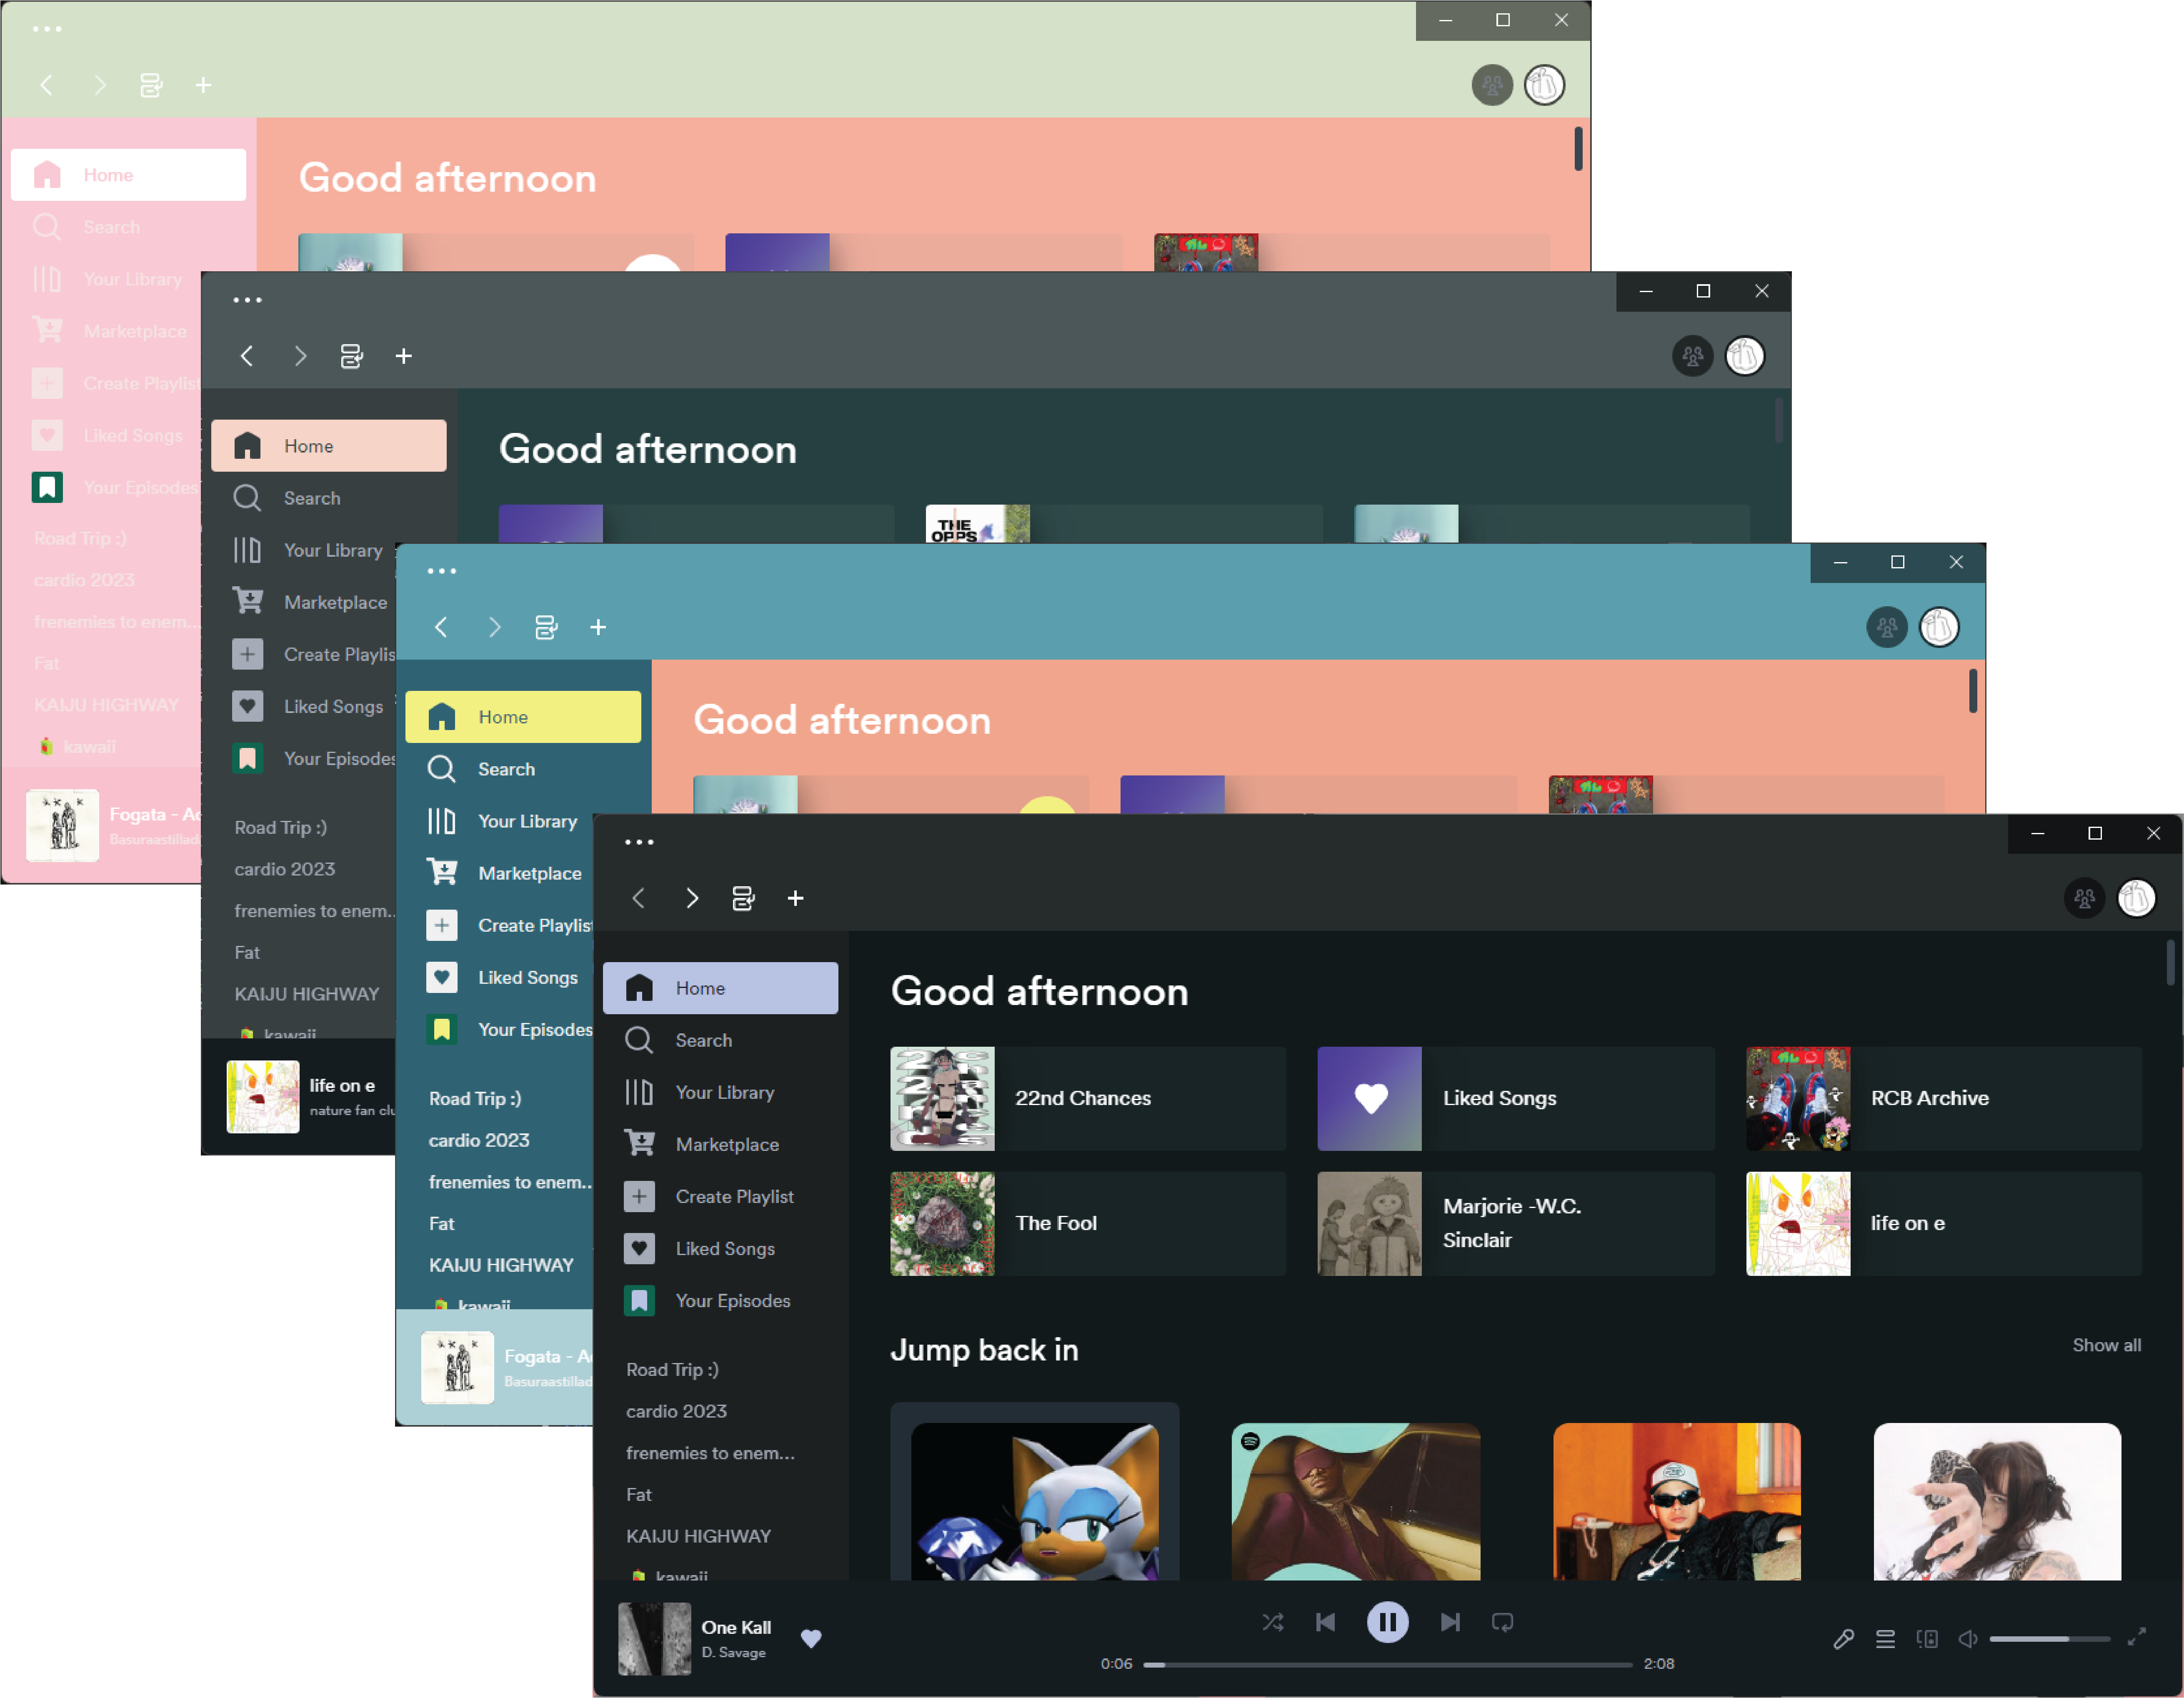 Home
Good afternoon
Search
Your Library
Marketplace
Create Playlist
Liked Songs
Your Episodes
Road Trip :)
cardio 2023
frenemies to enem...
Fat
KAIJU HIGHWAY
kawaii
Fogata - A
Basuraastillad
Home
Good afternoon
Search
THE
OPPS
Your Library
Marketplace
Create Playlis
Liked Songs
Your Episodes
Road Trip :)
cardio 2023
frenemies to enem...
Fat
KAIJU HIGHWAY
kawaii
life on e
nature fan clu
Home
Good afternoon
Search
Your Library
Marketplace
Create Playlist
Liked Songs
Your Episodes
Road Trip :)
cardio 2023
frenemies to enem...
Fat
KAIJU HIGHWAY
kawaii
Fogata - A
Basuraastillad
Home
Good afternoon
Search
Your Library
Marketplace
Create Playlist
Liked Songs
Your Episodes
Road Trip :)
cardio 2023
frenemies to enem...
Fat
KAIJU HIGHWAY
kawaii
22nd Chances
Liked Songs
RCB Archive
The Fool
Marjorie -W.C.
Sinclair
life on e
Jump back in
Show all
One Kall
D. Savage
0:06
2:08